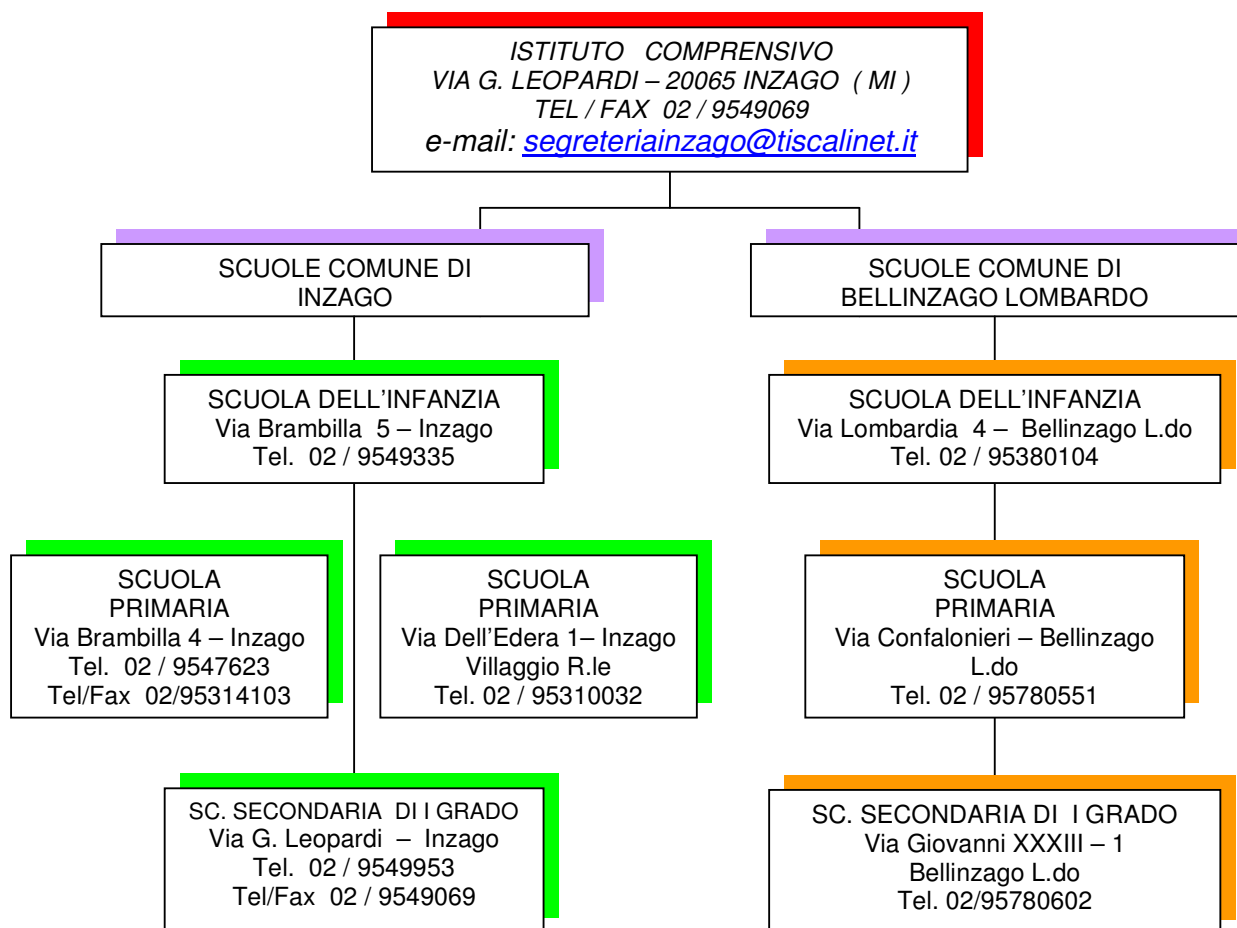 ISTITUTO COMPRENSIVO
VIA G. LEOPARDI – 20065 INZAGO ( MI )
TEL / FAX 02 / 9549069
e-mail: segreteriainzago@tiscalinet.it
SCUOLE COMUNE DI
INZAGO
SCUOLE COMUNE DI
BELLINZAGO LOMBARDO
SCUOLA DELL’INFANZIA
Via Brambilla 5 – Inzago
Tel. 02 / 9549335
SCUOLA DELL’INFANZIA
Via Lombardia 4 – Bellinzago L.do
Tel. 02 / 95380104
SCUOLA
PRIMARIA
Via Brambilla 4 – Inzago
Tel. 02 / 9547623
Tel/Fax 02/95314103
SCUOLA
PRIMARIA
Via Dell’Edera 1– Inzago
Villaggio R.le
Tel. 02 / 95310032
SCUOLA
PRIMARIA
Via Confalonieri – Bellinzago
L.do
Tel. 02 / 95780551
SC. SECONDARIA DI I GRADO
Via G. Leopardi – Inzago
Tel. 02 / 9549953
Tel/Fax 02 / 9549069
SC. SECONDARIA DI I GRADO
Via Giovanni XXXIII – 1
Bellinzago L.do
Tel. 02/95780602